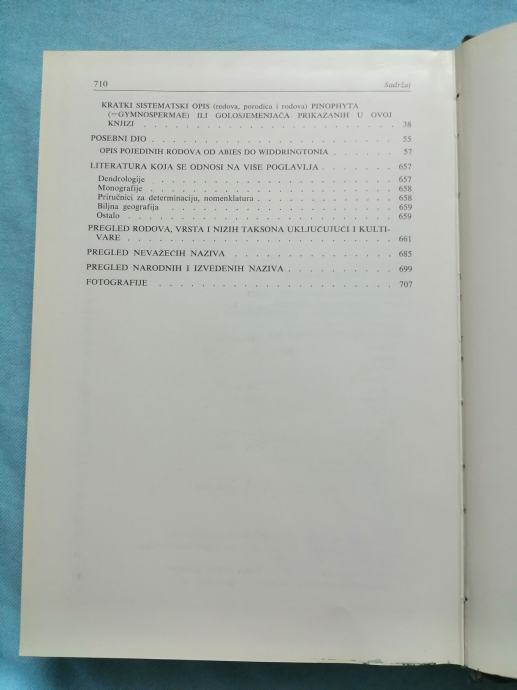 710 Sadržaj
KRATKI SISTEMATSKI OPIS (redova, porodica i rodova) PINOPHYTA
(=GYMNOSPERMAE) ILI GOLOSJEMENJAČA PRIKAZANIH U OVOJ
KNJIZI . . . . . . . . . . . . . . . . . . . 38
POSEBNI DIO . . . . . . . . . . . . . . . . . . . 55
OPIS POJEDINIH RODOVA OD ABIES DO WIDDRINGTONIA . . . . . . 57
LITERATURA KOJA SE ODNOSI NA VIŠE POGLAVLJA . . . . . . . 657
Dendrologije . . . . . . . . . . . . . . . . . . . 657
Monografije . . . . . . . . . . . . . . . . . . . 658
Priručnici za determinaciju, nomenklatura . . . . . . . . . . . 658
Biljna geografija . . . . . . . . . . . . . . . . . . 659
Ostalo . . . . . . . . . . . . . . . . . . . . 659
PREGLED RODOVA, VRSTA I NIŽIH TAKSONA UKLJUČUJUĆI I KULTI-
VARE . . . . . . . . . . . . . . . . . . . . 661
PREGLED NEVAŽEĆIH NAZIVA . . . . . . . . . . . . . 685
PREGLED NARODNIH I IZVEDENIH NAZIVA . . . . . . . . . . 699
FOTOGRAFIJE . . . . . . . . . . . . . . . . . . 707